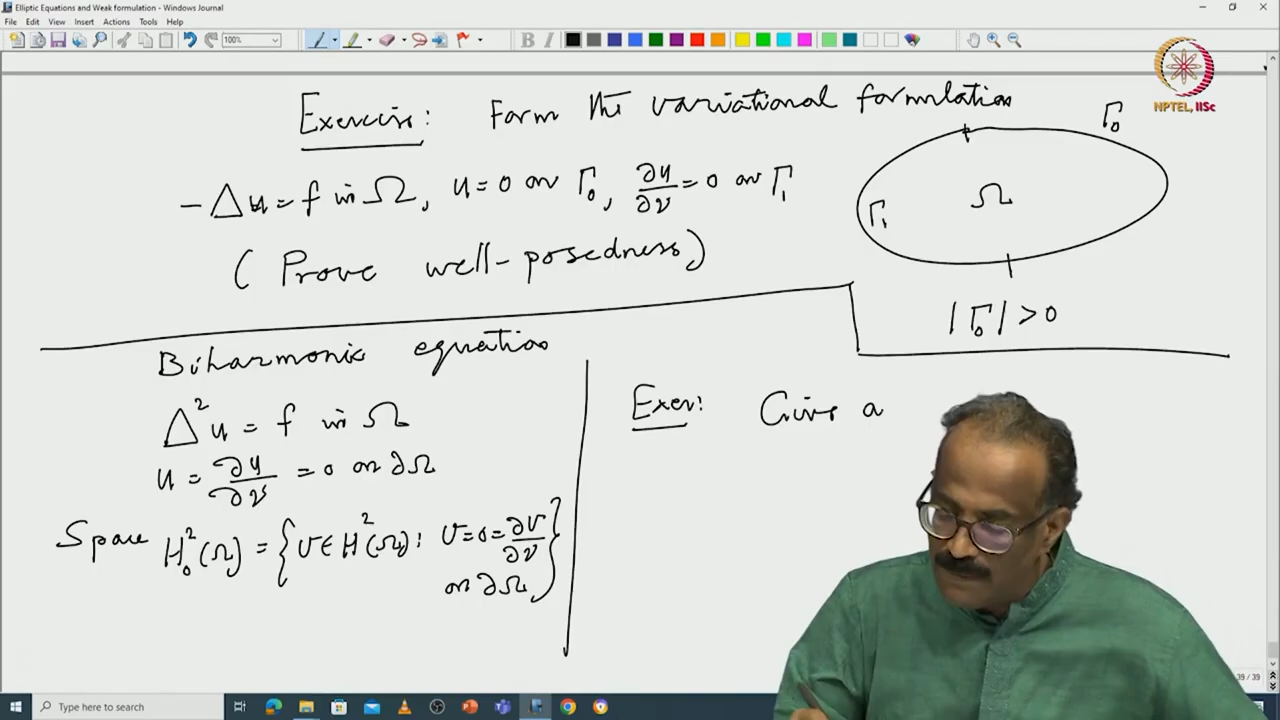 Elliptic Equations and Weak formulation - Windows Journal
File Edit View Insert Actions Tools Help
100%
B I
NPTEL, IISc
Exercise: Form the variational formulation
-Δu = f in Ω, u = 0 on Γ₀, ∂u/∂ν = 0 on Γ₁
(Prove well-posedness)
Γ₀
Ω
Γ₁
|Γ₀| > 0
Biharmonic equation
Δ²u = f in Ω
u = ∂u/∂ν = 0 on ∂Ω
Space H₀²(Ω) = {v ∈ H²(Ω): v = 0 = ∂v/∂ν
on ∂Ω}
Exer: Give a
39 / 39
Type here to search